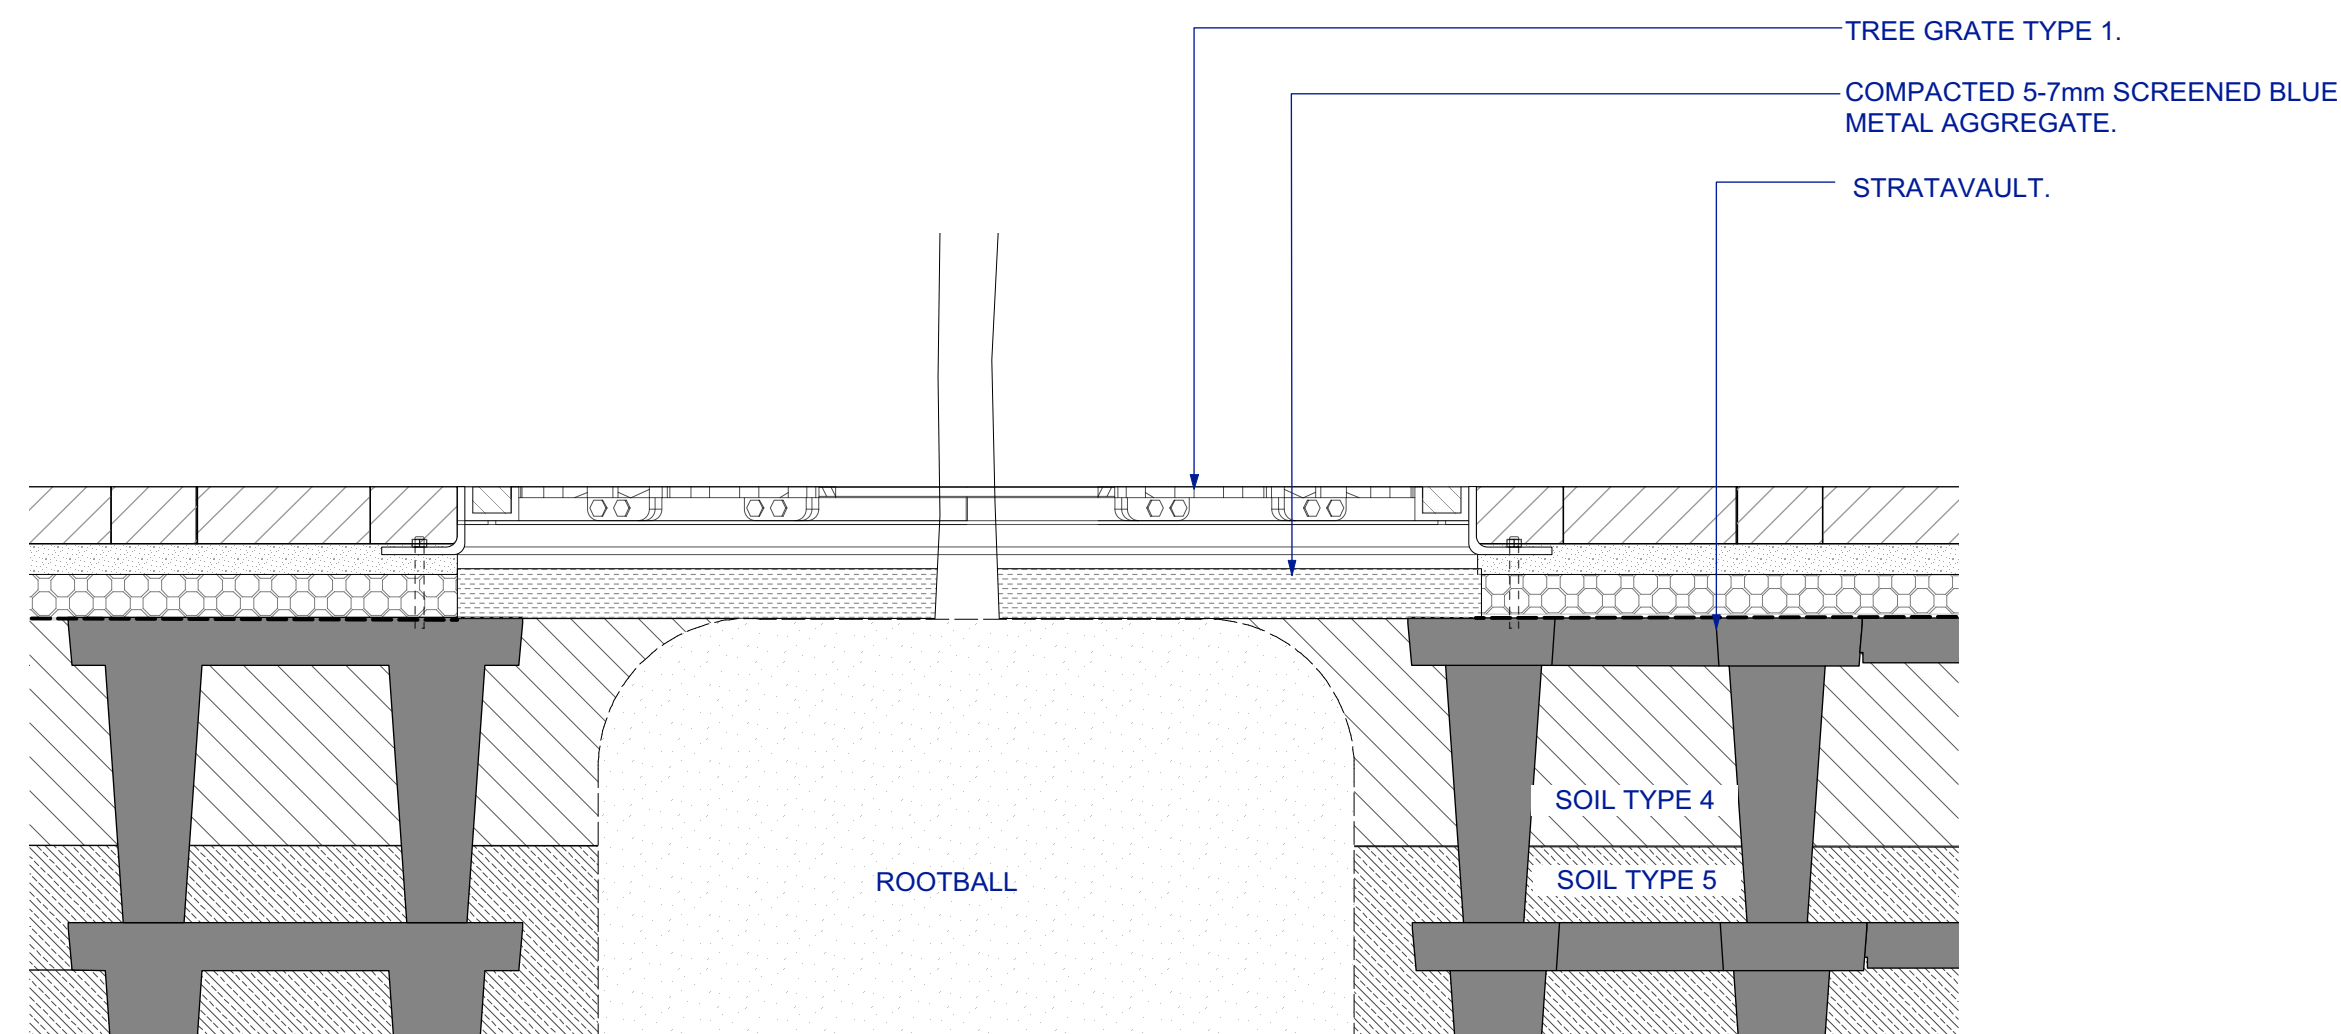 TREE GRATE TYPE 1.
COMPACTED 5-7mm SCREENED BLUE
METAL AGGREGATE.
STRATAVAULT.
SOIL TYPE 4
SOIL TYPE 5
ROOTBALL